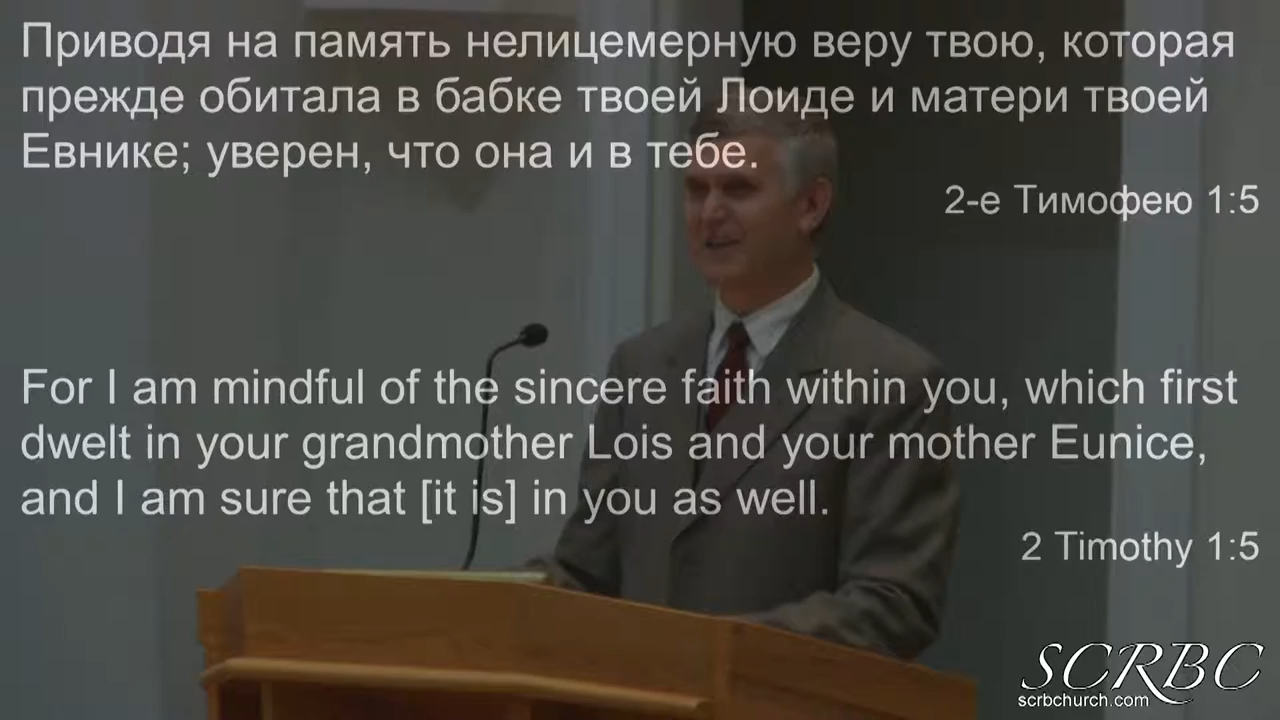 Приводя на память нелицемерную веру твою, которая
прежде обитала в бабке твоей Лоиде и матери твоей
Евнике; уверен, что она и в тебе.
2-е Тимофею 1:5
For I am mindful of the sincere faith within you, which first
dwelt in your grandmother Lois and your mother Eunice,
and I am sure that [it is] in you as well.
2 Timothy 1:5
SCRBC
scrbchurch.com